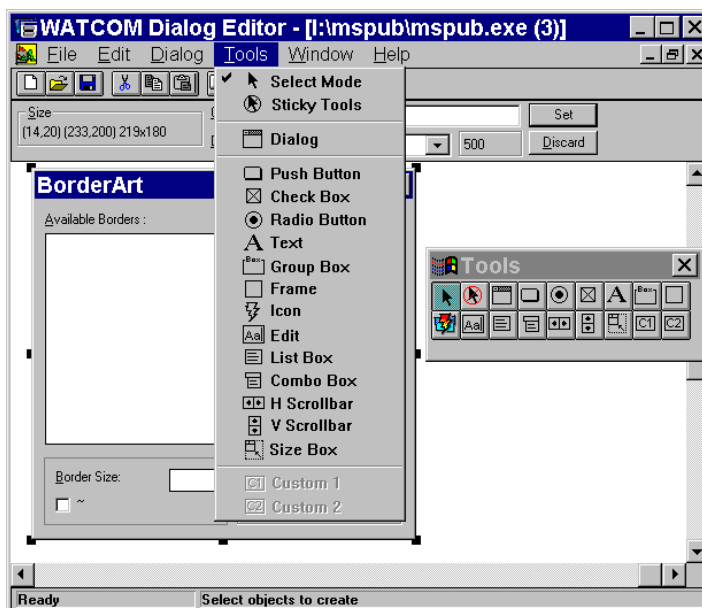 WATCOM Dialog Editor - [I:\mspub\mspub.exe (3)]
File Edit Dialog Tools Window Help
Select Mode
Sticky Tools
Dialog
Push Button
Check Box
Radio Button
Text
Group Box
Frame
Icon
Edit
List Box
Combo Box
H Scrollbar
V Scrollbar
Size Box
Custom 1
Custom 2
Size
(14,20) (233,200) 219x180
Set
500
Discard
BorderArt
Available Borders :
Border Size:
~
Tools
A Box
Aa C1 C2
Ready
Select objects to create